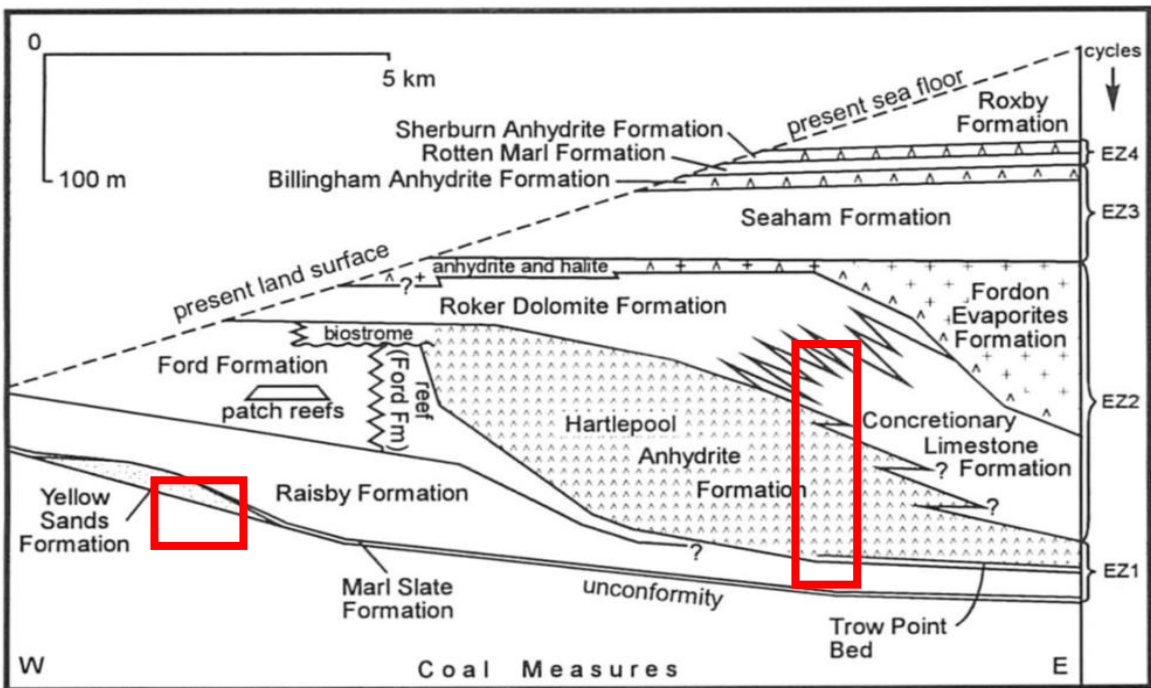 0
5 km
100 m
cycles
present sea floor
Roxby
Formation
Sherburn Anhydrite Formation
Rotten Marl Formation
Billingham Anhydrite Formation
EZ4
EZ3
Seaham Formation
present land surface
anhydrite and halite
?
Roker Dolomite Formation
Fordon
Evaporites
Formation
biostrome
Ford Formation
reef
(Ford Fm)
patch reefs
EZ2
Hartlepool
Anhydrite
Formation
Concretionary
Limestone
Formation
?
?
Yellow
Sands
Formation
Raisby Formation
?
Marl Slate
Formation
unconformity
EZ1
Trow Point
Bed
W
Coal Measures
E